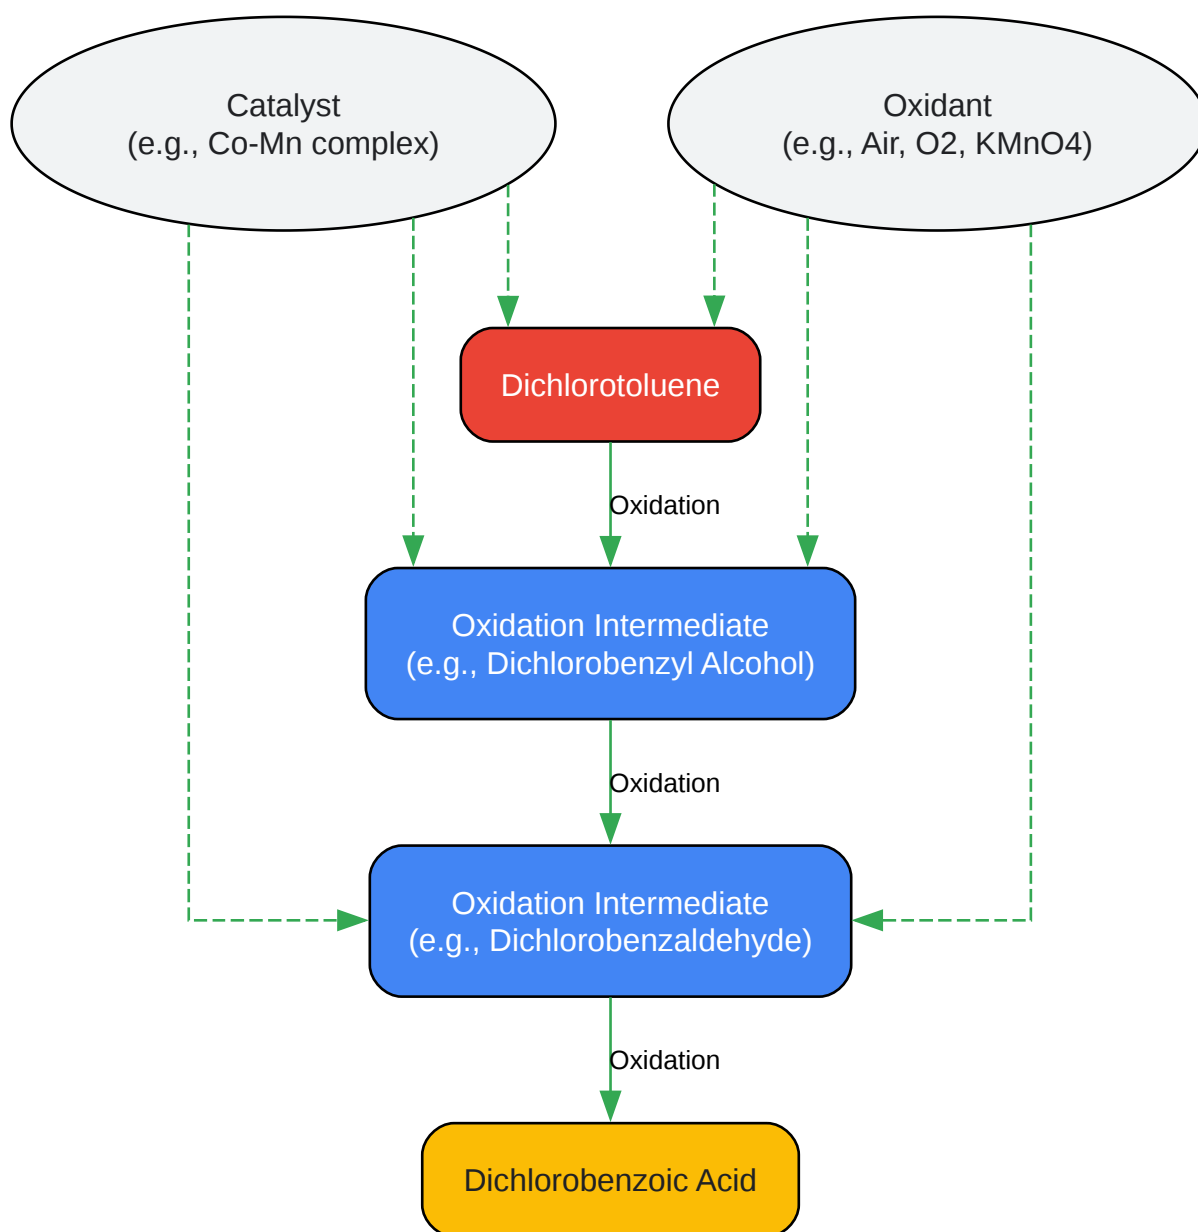 Catalyst
(e.g., Co-Mn complex)
Oxidant
(e.g., Air, O2, KMnO4)
Dichlorotoluene
Oxidation
Oxidation Intermediate
(e.g., Dichlorobenzyl Alcohol)
Oxidation
Oxidation Intermediate
(e.g., Dichlorobenzaldehyde)
Oxidation
Dichlorobenzoic Acid